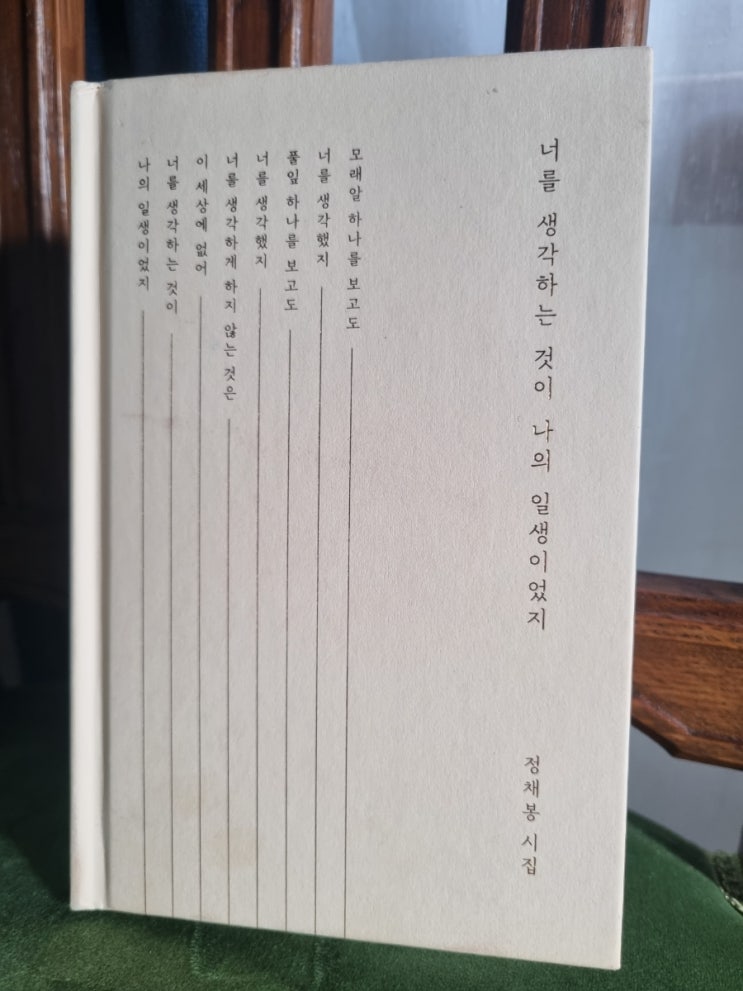 너를 생각하는 것이 나의 일생이었지
정채봉 시집
모래알 하나를 보고도
너를 생각했지
풀잎 하나를 보고도
너를 생각했지
너를 생각하게 하지 않는 것은
이 세상에 없어
너를 생각하는 것이
나의 일생이었지